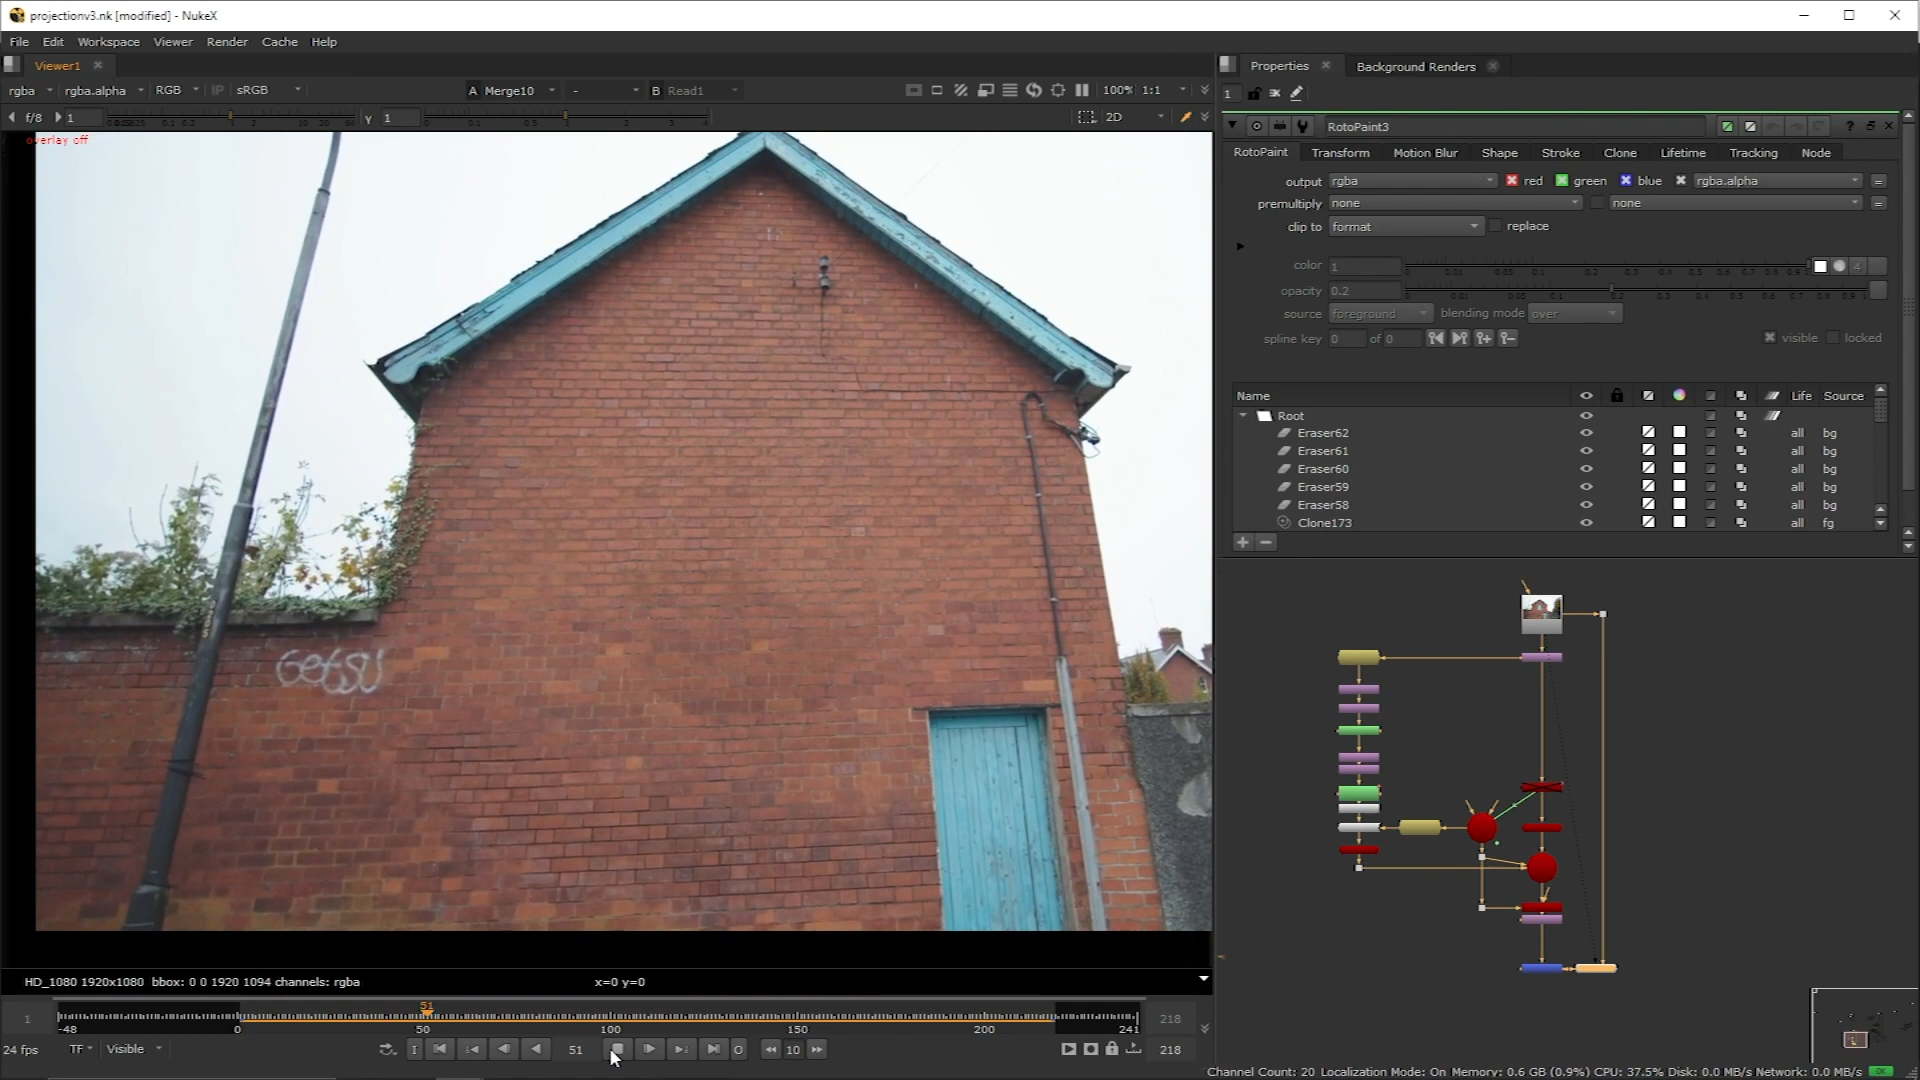 projectionv3.nk [modified] - NukeX
File Edit Workspace Viewer Render Cache Help
Viewer1
rgba rgba.alpha RGB IP sRGB A Merge10 - B Read1 100% 1:1
f/8 1 y 1 2D
overlay off
Getsu
HD_1080 1920x1080 bbox: 0 0 1920 1094 channels: rgba x=0 y=0
51
1 -48 0 50 100 150 200 241 218
24 fps TF Visible I 51 O 10 218
Properties Background Renders
1
RotoPaint3 ?
RotoPaint Transform Motion Blur Shape Stroke Clone Lifetime Tracking Node
output rgba red green blue rgba.alpha =
premultiply none none =
clip to format replace
color 1 4
opacity 0.2
source foreground blending mode over
spline key 0 of 0 visible locked
Name Life Source
Root
Eraser62 all bg
Eraser61 all bg
Eraser60 all bg
Eraser59 all bg
Eraser58 all bg
Clone173 all fg
Channel Count: 20 Localization Mode: On Memory: 0.6 GB (0.9%) CPU: 37.5% Disk: 0.0 MB/s Network: 0.0 MB/s OK